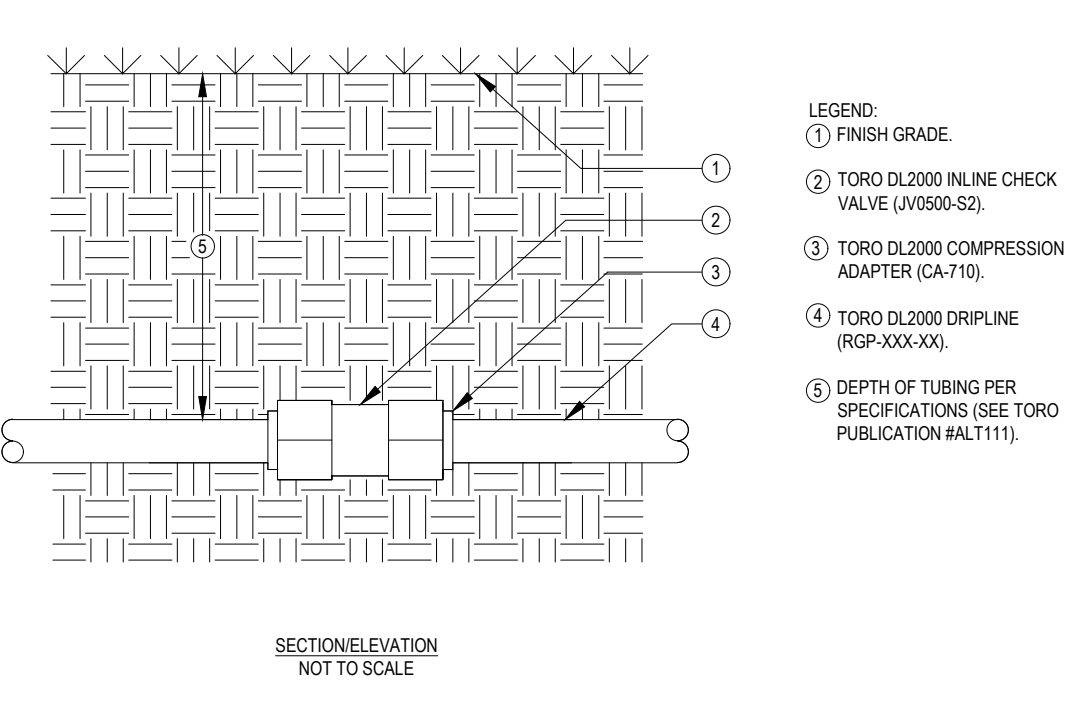 1
2
3
4
5
LEGEND:
1 FINISH GRADE.
2 TORO DL2000 INLINE CHECK
VALVE (JV0500-S2).
3 TORO DL2000 COMPRESSION
ADAPTER (CA-710).
4 TORO DL2000 DRIPLINE
(RGP-XXX-XX).
5 DEPTH OF TUBING PER
SPECIFICATIONS (SEE TORO
PUBLICATION #ALT111).
SECTION/ELEVATION
NOT TO SCALE